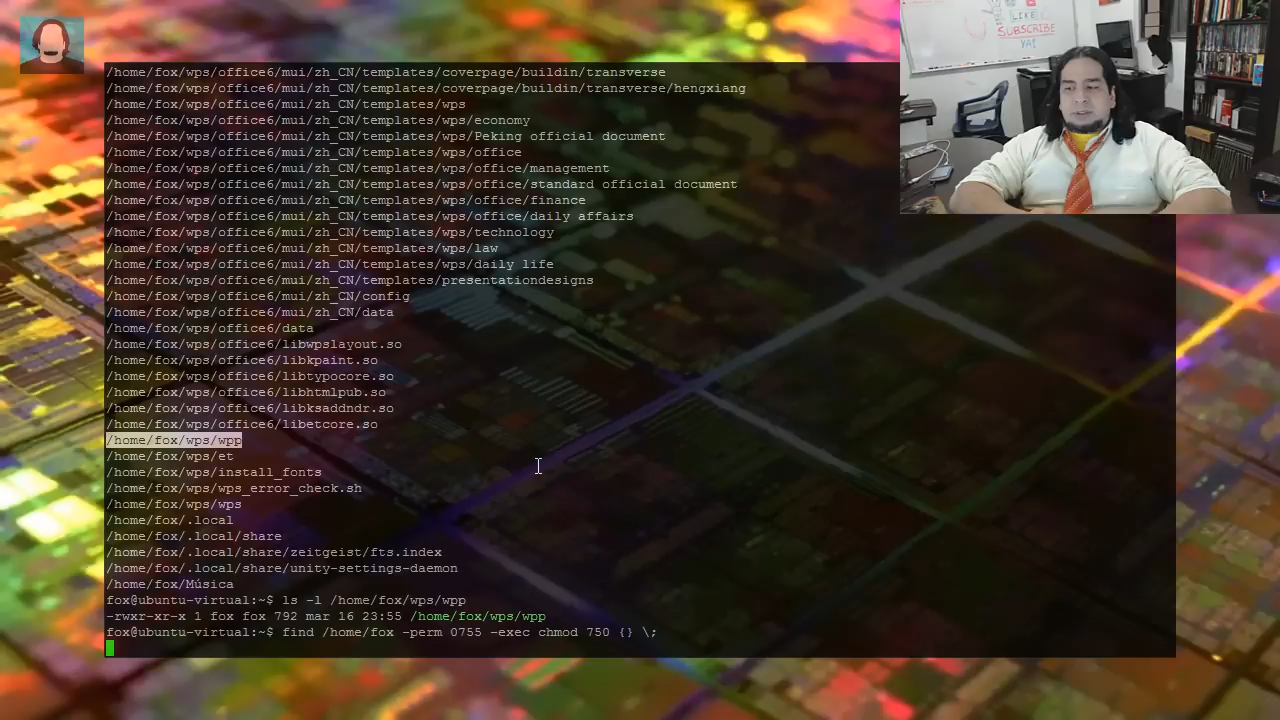 LIKE
SUBSCRIBE
YA!
/home/fox/wps/office6/mui/zh_CN/templates/coverpage/buildin/transverse
/home/fox/wps/office6/mui/zh_CN/templates/coverpage/buildin/transverse/hengxiang
/home/fox/wps/office6/mui/zh_CN/templates/wps
/home/fox/wps/office6/mui/zh_CN/templates/wps/economy
/home/fox/wps/office6/mui/zh_CN/templates/wps/Peking official document
/home/fox/wps/office6/mui/zh_CN/templates/wps/office
/home/fox/wps/office6/mui/zh_CN/templates/wps/office/management
/home/fox/wps/office6/mui/zh_CN/templates/wps/office/standard official document
/home/fox/wps/office6/mui/zh_CN/templates/wps/office/finance
/home/fox/wps/office6/mui/zh_CN/templates/wps/office/daily affairs
/home/fox/wps/office6/mui/zh_CN/templates/wps/technology
/home/fox/wps/office6/mui/zh_CN/templates/wps/law
/home/fox/wps/office6/mui/zh_CN/templates/wps/daily life
/home/fox/wps/office6/mui/zh_CN/templates/presentationdesigns
/home/fox/wps/office6/mui/zh_CN/config
/home/fox/wps/office6/mui/zh_CN/data
/home/fox/wps/office6/data
/home/fox/wps/office6/libwpslayout.so
/home/fox/wps/office6/libkpaint.so
/home/fox/wps/office6/libtypocore.so
/home/fox/wps/office6/libhtmlpub.so
/home/fox/wps/office6/libksaddndr.so
/home/fox/wps/office6/libetcore.so
/home/fox/wps/wpp
/home/fox/wps/et
/home/fox/wps/install_fonts
/home/fox/wps/wps_error_check.sh
/home/fox/wps/wps
/home/fox/.local
/home/fox/.local/share
/home/fox/.local/share/zeitgeist/fts.index
/home/fox/.local/share/unity-settings-daemon
/home/fox/Música
fox@ubuntu-virtual:~$ ls -l /home/fox/wps/wpp
-rwxr-xr-x 1 fox fox 792 mar 16 23:55 /home/fox/wps/wpp
fox@ubuntu-virtual:~$ find /home/fox -perm 0755 -exec chmod 750 {} \;